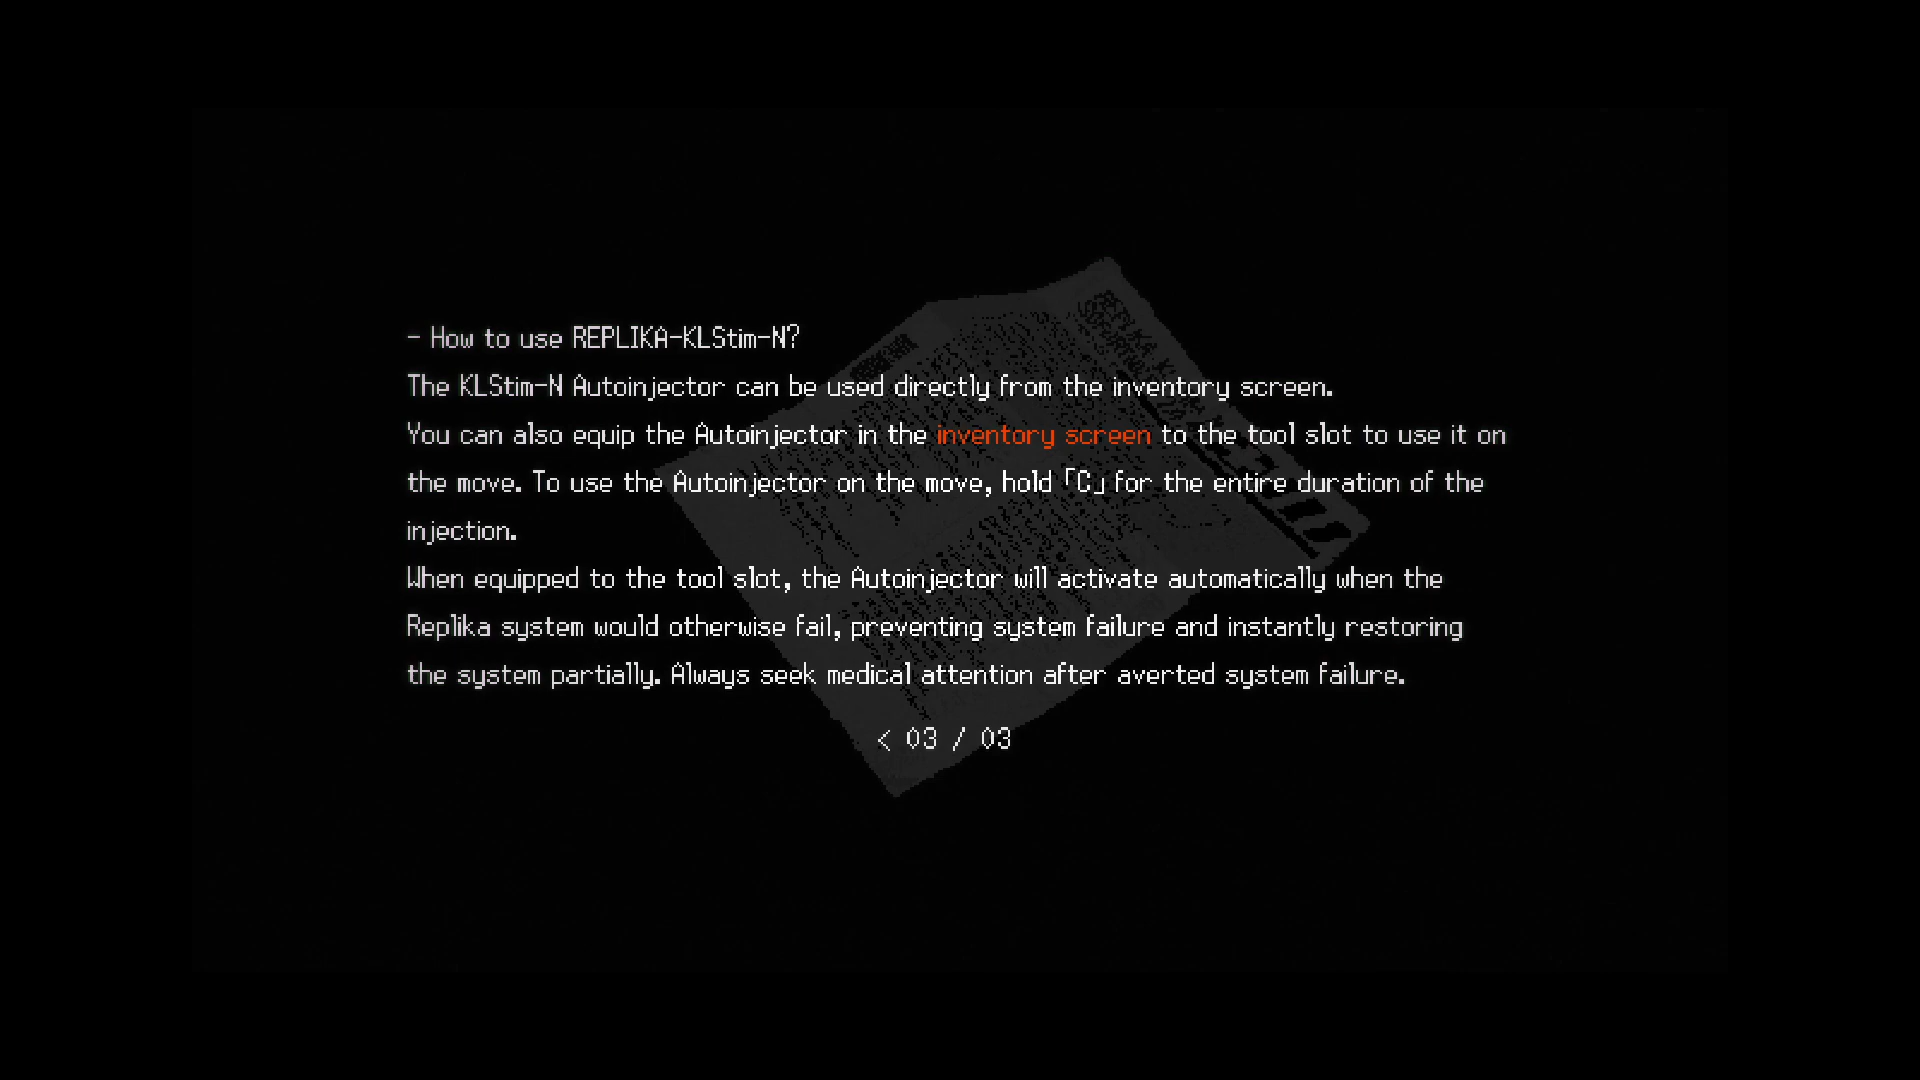 - How to use REPLIKA-KLStim-N?
The KLStim-N Autoinjector can be used directly from the inventory screen.
You can also equip the Autoinjector in the inventory screen to the tool slot to use it on
the move. To use the Autoinjector on the move, hold「C」for the entire duration of the
injection.
When equipped to the tool slot, the Autoinjector will activate automatically when the
Replika system would otherwise fail, preventing system failure and instantly restoring
the system partially. Always seek medical attention after averted system failure.
< 03 / 03